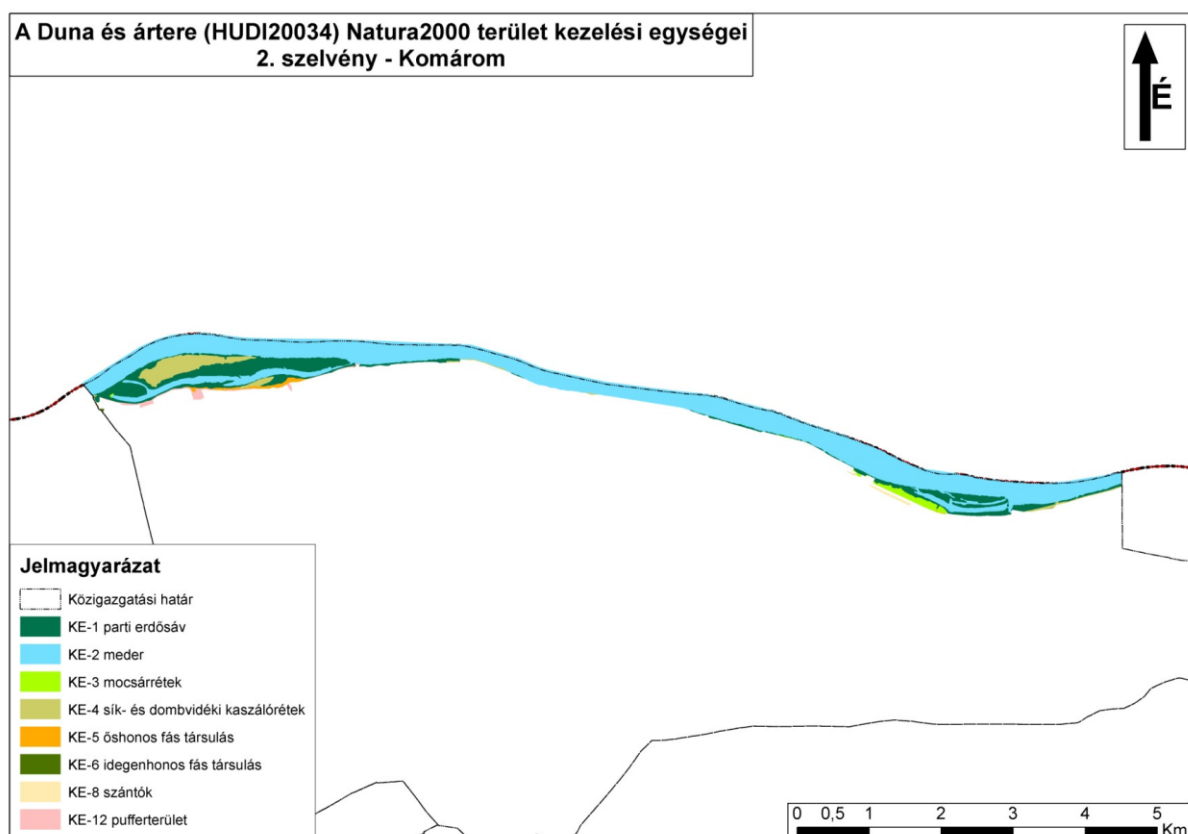 A Duna és ártere (HUDI20034) Natura2000 terület kezelési egységei
2. szelvény - Komárom
É
Jelmagyarázat
Közigazgatási határ
KE-1 parti erdősáv
KE-2 meder
KE-3 mocsárrétek
KE-4 sík- és dombvidéki kaszálórétek
KE-5 őshonos fás társulás
KE-6 idegenhonos fás társulás
KE-8 szántók
KE-12 pufferterület
0 0,5 1 2 3 4 5
Km